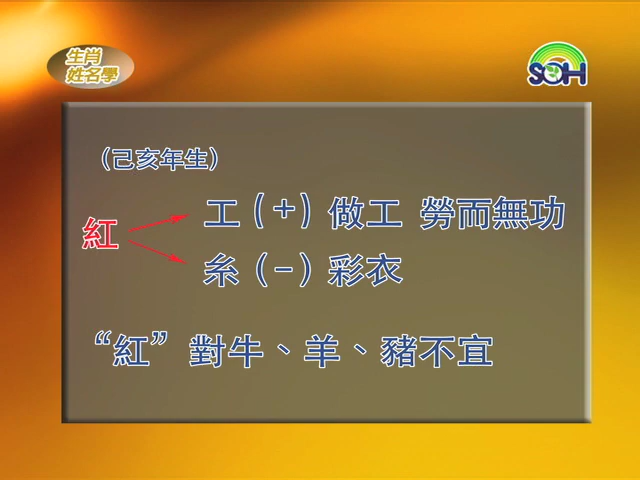 生肖
姓名學
SOH
（己亥年生）
紅
工（+）做工 勞而無功
糸（-）彩衣
“紅”對牛、羊、豬不宜